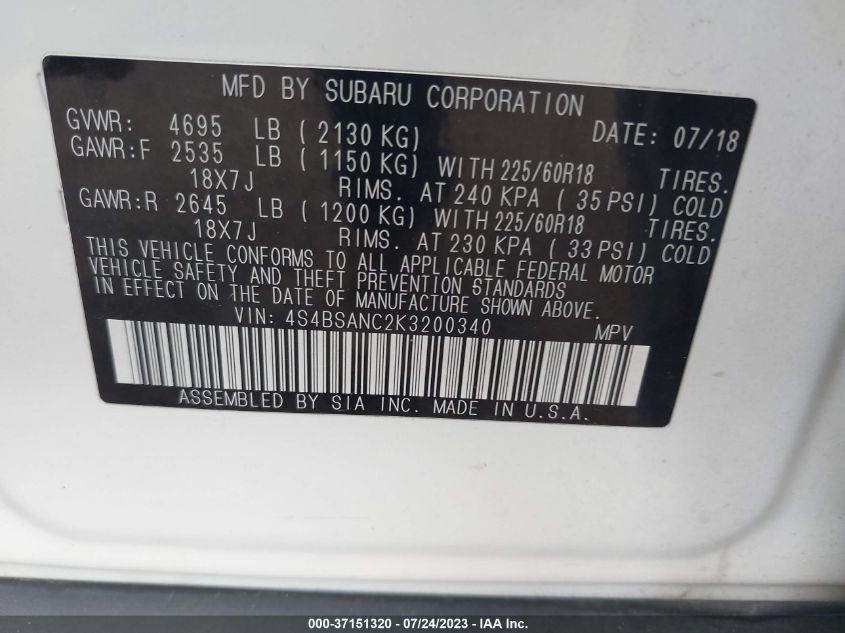 MFD BY SUBARU CORPORATION
GVWR: 4695 LB ( 2130 KG) DATE: 07/18
GAWR:F 2535 LB ( 1150 KG) WITH 225/60R18 TIRES.
18X7J RIMS. AT 240 KPA ( 35 PSI) COLD
GAWR:R 2645 LB ( 1200 KG) WITH 225/60R18 TIRES.
18X7J RIMS. AT 230 KPA ( 33 PSI) COLD
THIS VEHICLE CONFORMS TO ALL APPLICABLE FEDERAL MOTOR
VEHICLE SAFETY AND THEFT PREVENTION STANDARDS
IN EFFECT ON THE DATE OF MANUFACTURE SHOWN ABOVE.
VIN: 4S4BSANC2K3200340 MPV
ASSEMBLED BY SIA INC. MADE IN U.S.A.
000-37151320 | 07/24/2023 | IAA Inc.